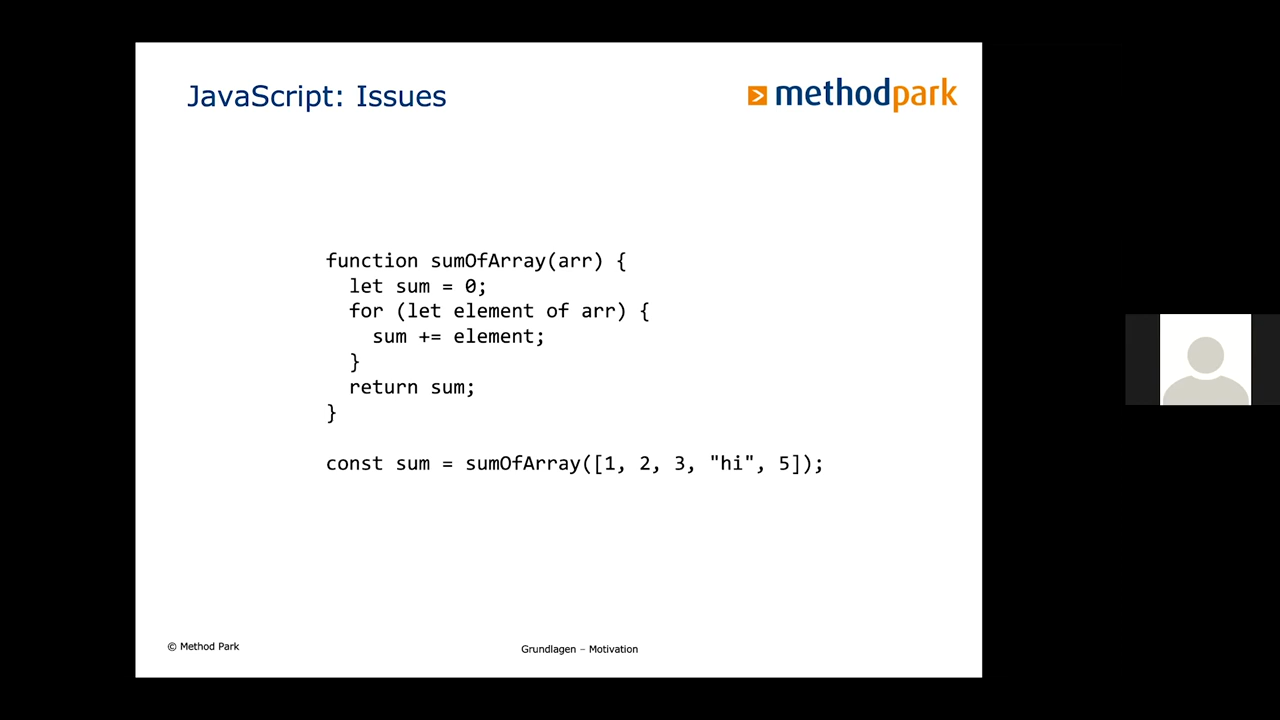 JavaScript: Issues
methodpark
function sumOfArray(arr) {
  let sum = 0;
  for (let element of arr) {
    sum += element;
  }
  return sum;
}
const sum = sumOfArray([1, 2, 3, "hi", 5]);
© Method Park
Grundlagen – Motivation